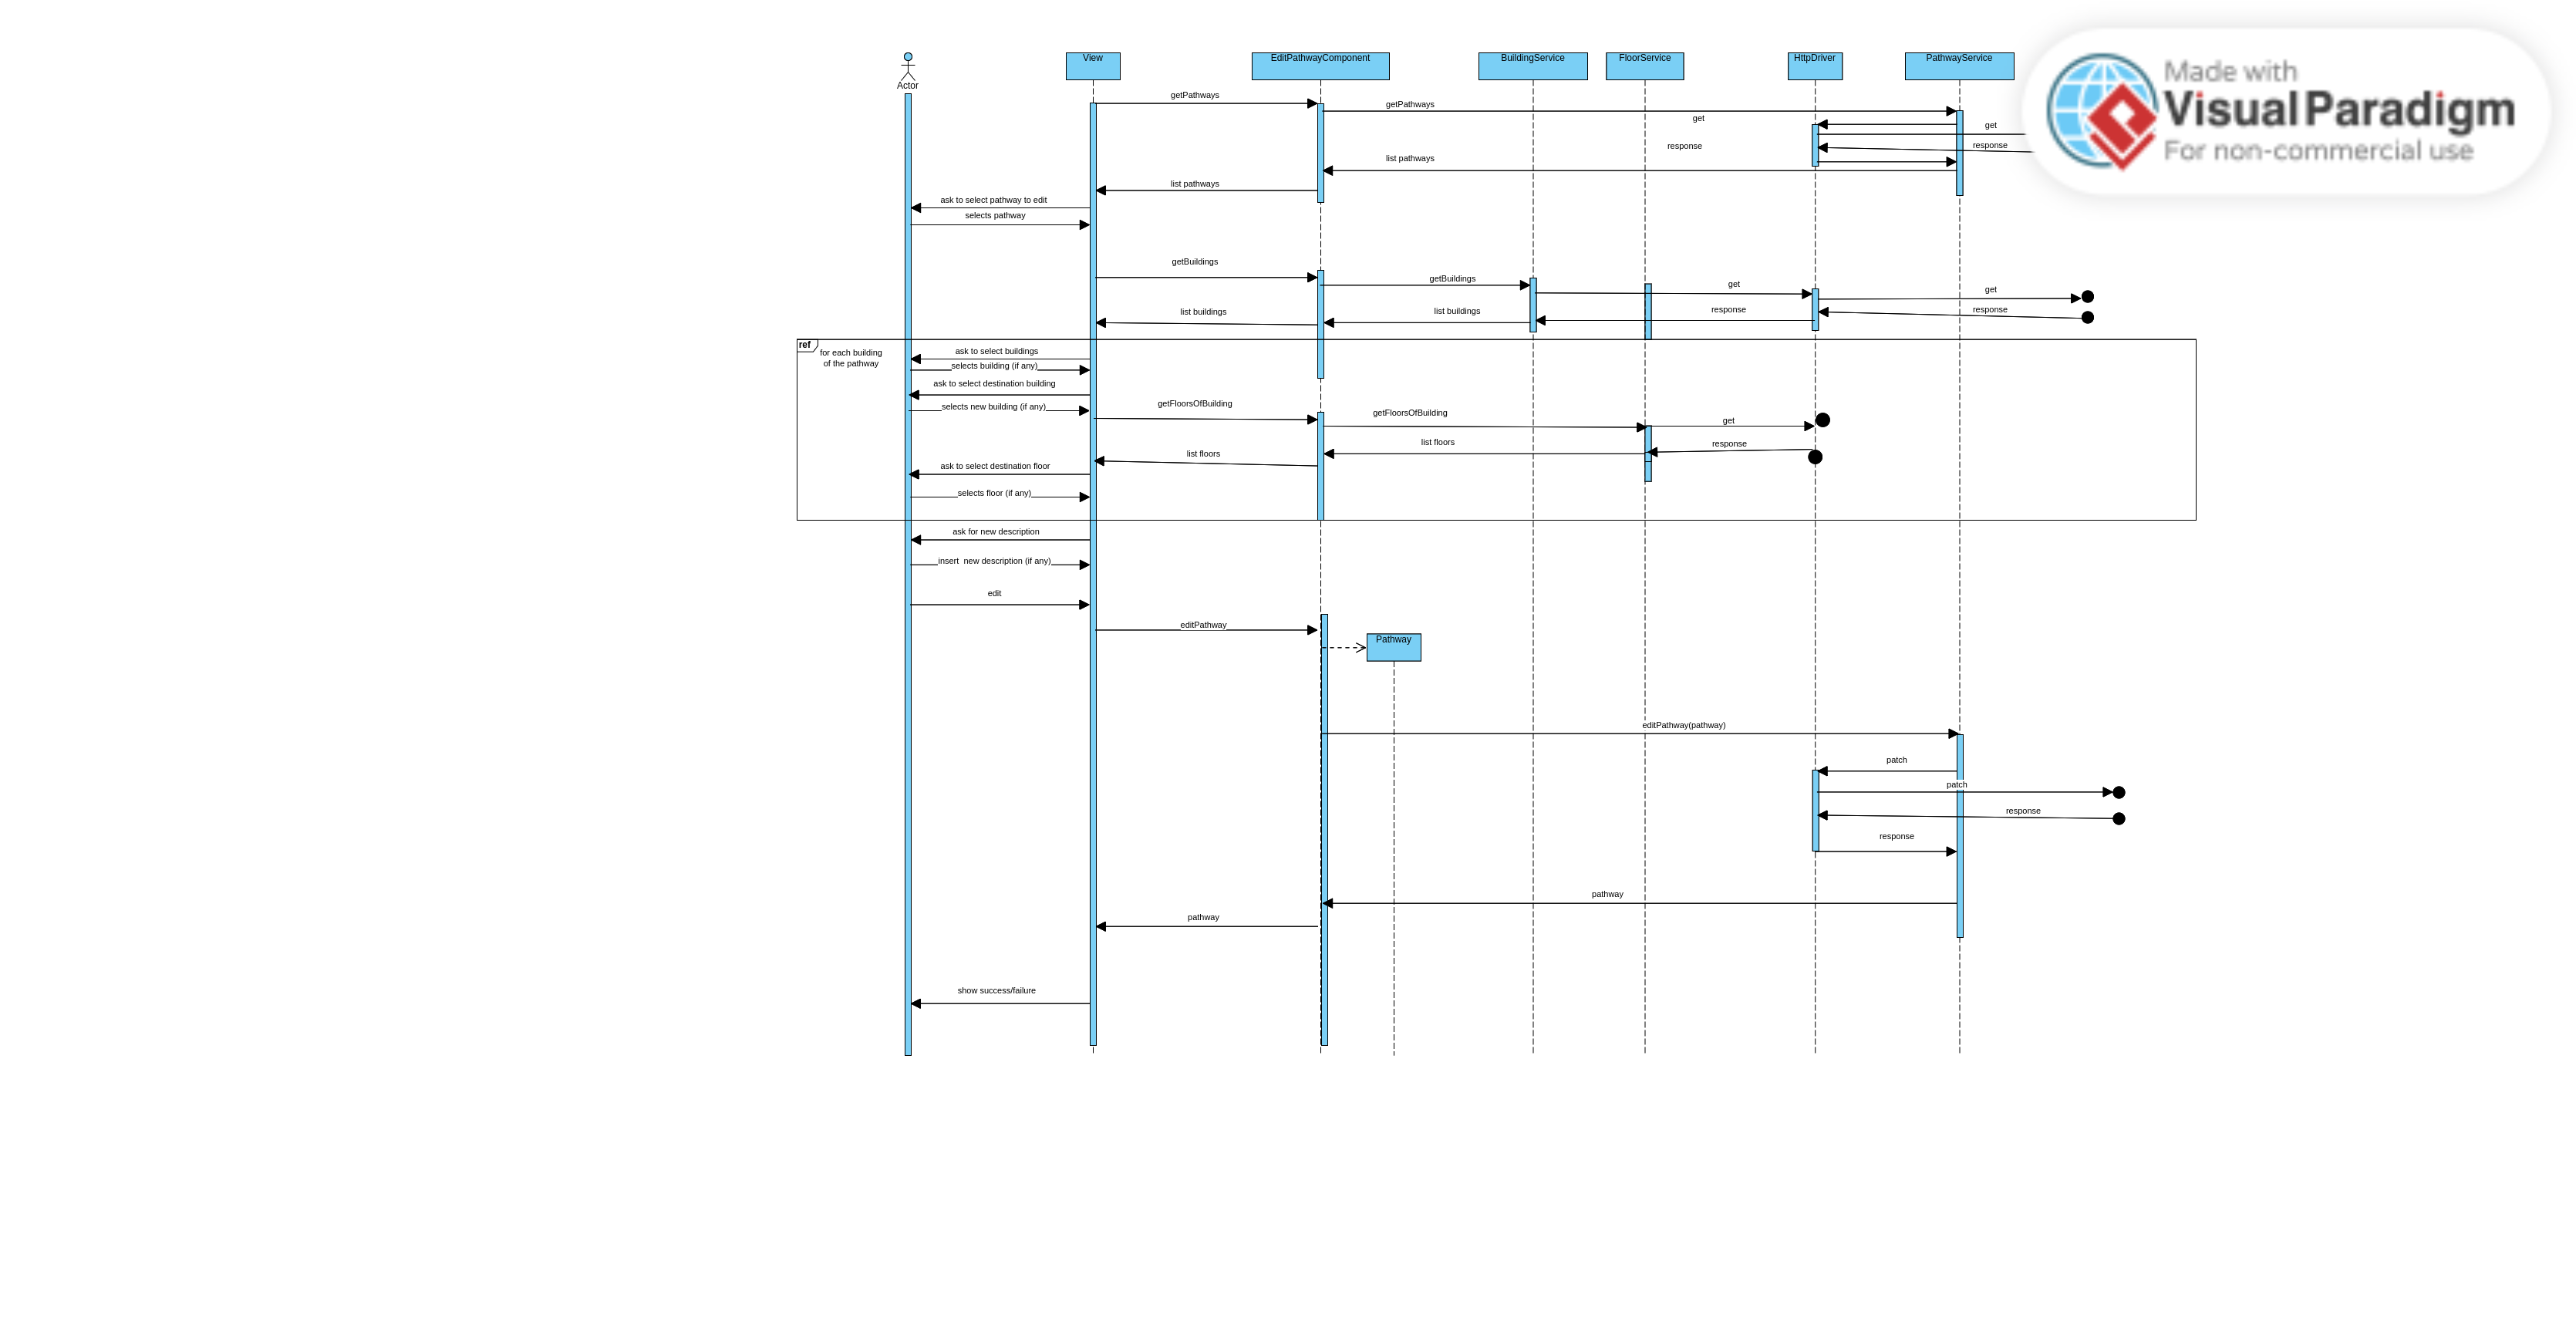 Made with
Visual Paradigm
For non-commercial use
Actor
View
EditPathwayComponent
BuildingService
FloorService
HttpDriver
PathwayService
getPathways
getPathways
get
get
response
response
list pathways
list pathways
ask to select pathway to edit
selects pathway
getBuildings
getBuildings
get
get
list buildings
list buildings
response
response
ref
for each building
of the pathway
ask to select buildings
selects building (if any)
ask to select destination building
selects new building (if any)
getFloorsOfBuilding
getFloorsOfBuilding
get
list floors
list floors
response
ask to select destination floor
selects floor (if any)
ask for new description
insert  new description (if any)
edit
editPathway
Pathway
editPathway(pathway)
patch
patch
response
response
pathway
pathway
show success/failure